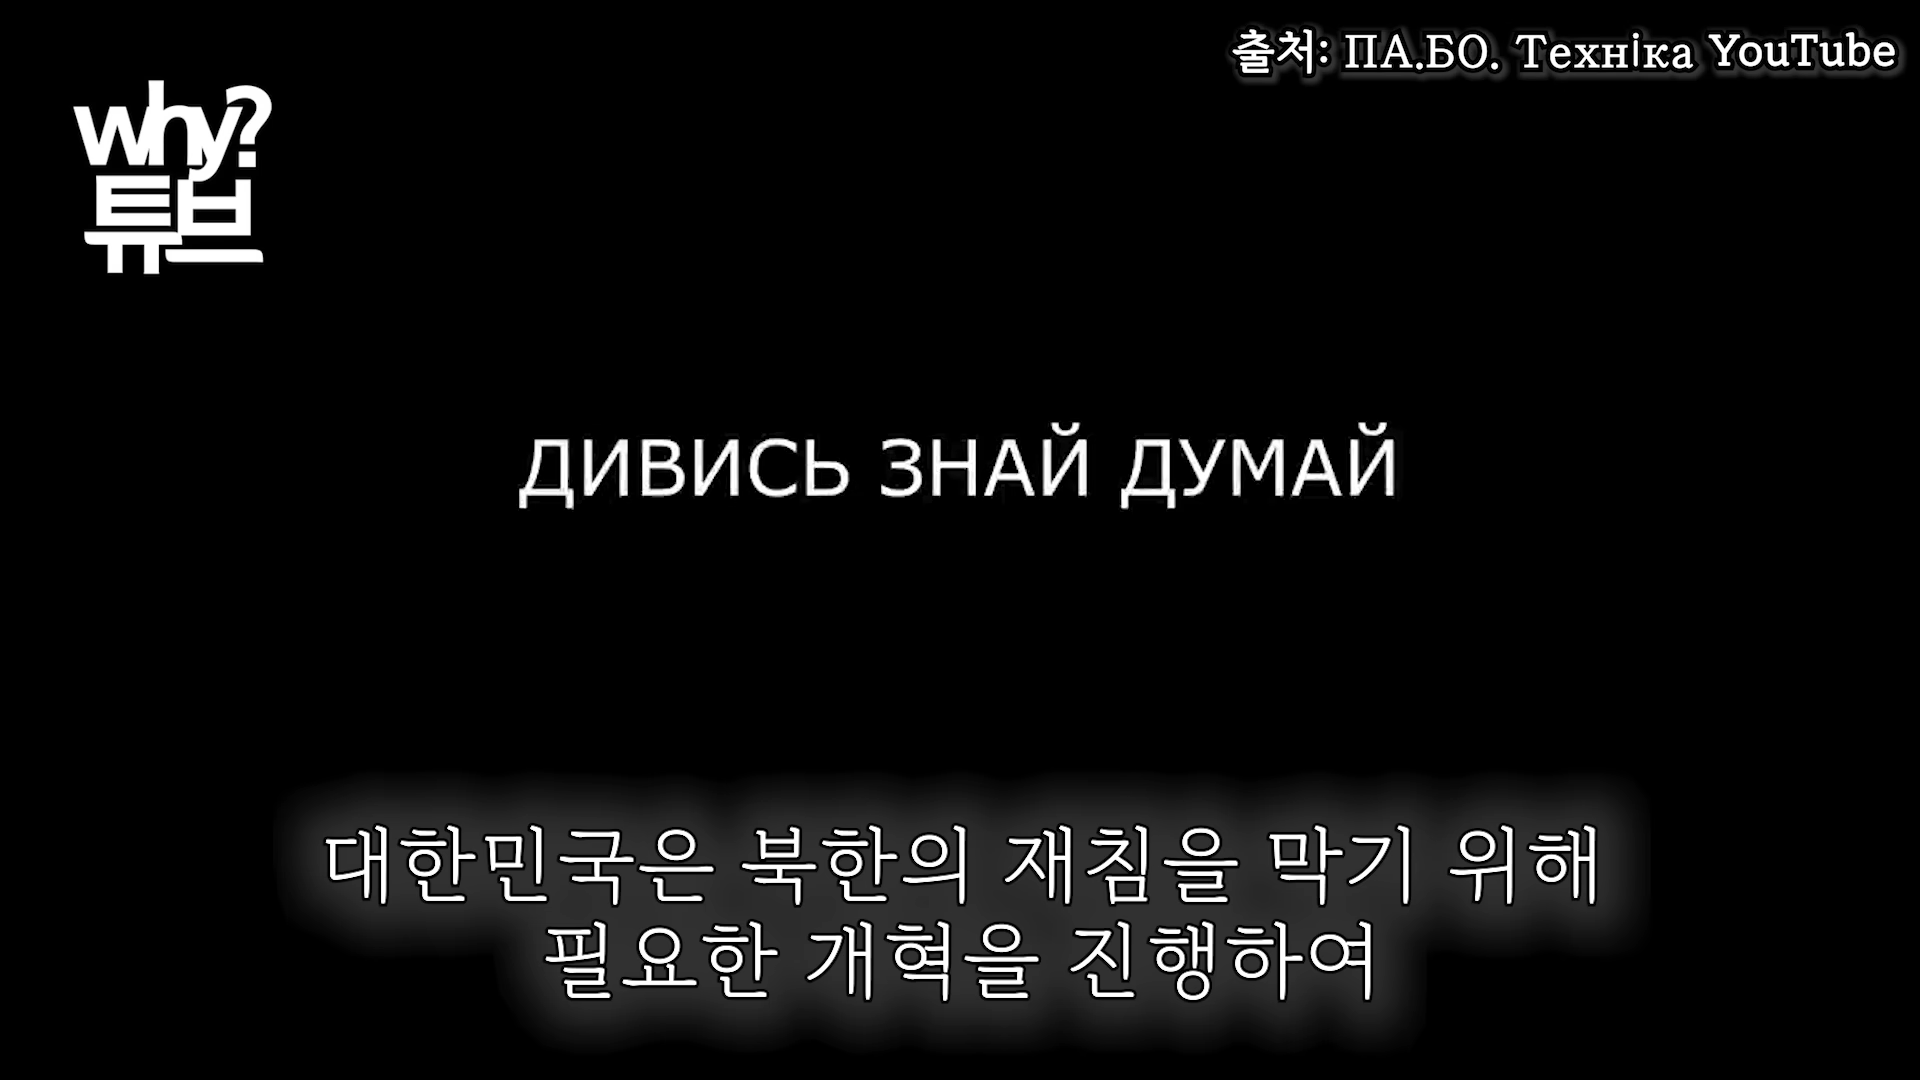 출처: ПА.БО. Техніка YouTube
why?
튜브
ДИВИСЬ ЗНАЙ ДУМАЙ
대한민국은 북한의 재침을 막기 위해
필요한 개혁을 진행하여